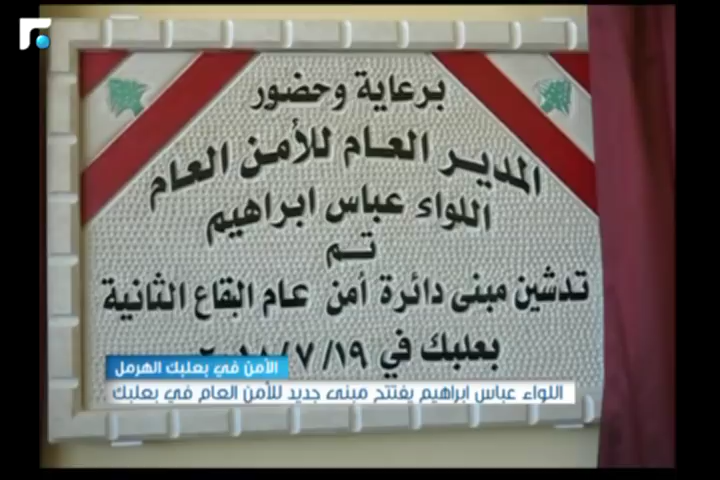 برعاية وحضور
المدير العام للأمن العام
اللواء عباس ابراهيم
تم
تدشين مبنى دائرة أمن عام البقاع الثانية
بعلبك في ١٩/٧/
الأمن في بعلبك الهرمل
اللواء عباس ابراهيم يفتتح مبنى جديد للأمن العام في بعلبك